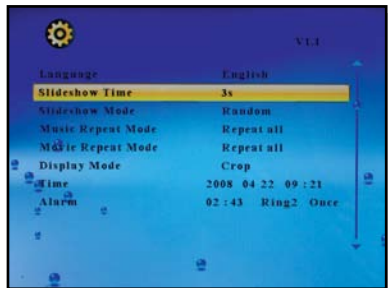 V1.1
Language English
Slideshow Time 3s
Slideshow Mode Random
Music Repeat Mode Repeat all
Movie Repeat Mode Repeat all
Display Mode Crop
Time 2008 04 22 09 : 21
Alarm 02 : 43 Ring2 Once